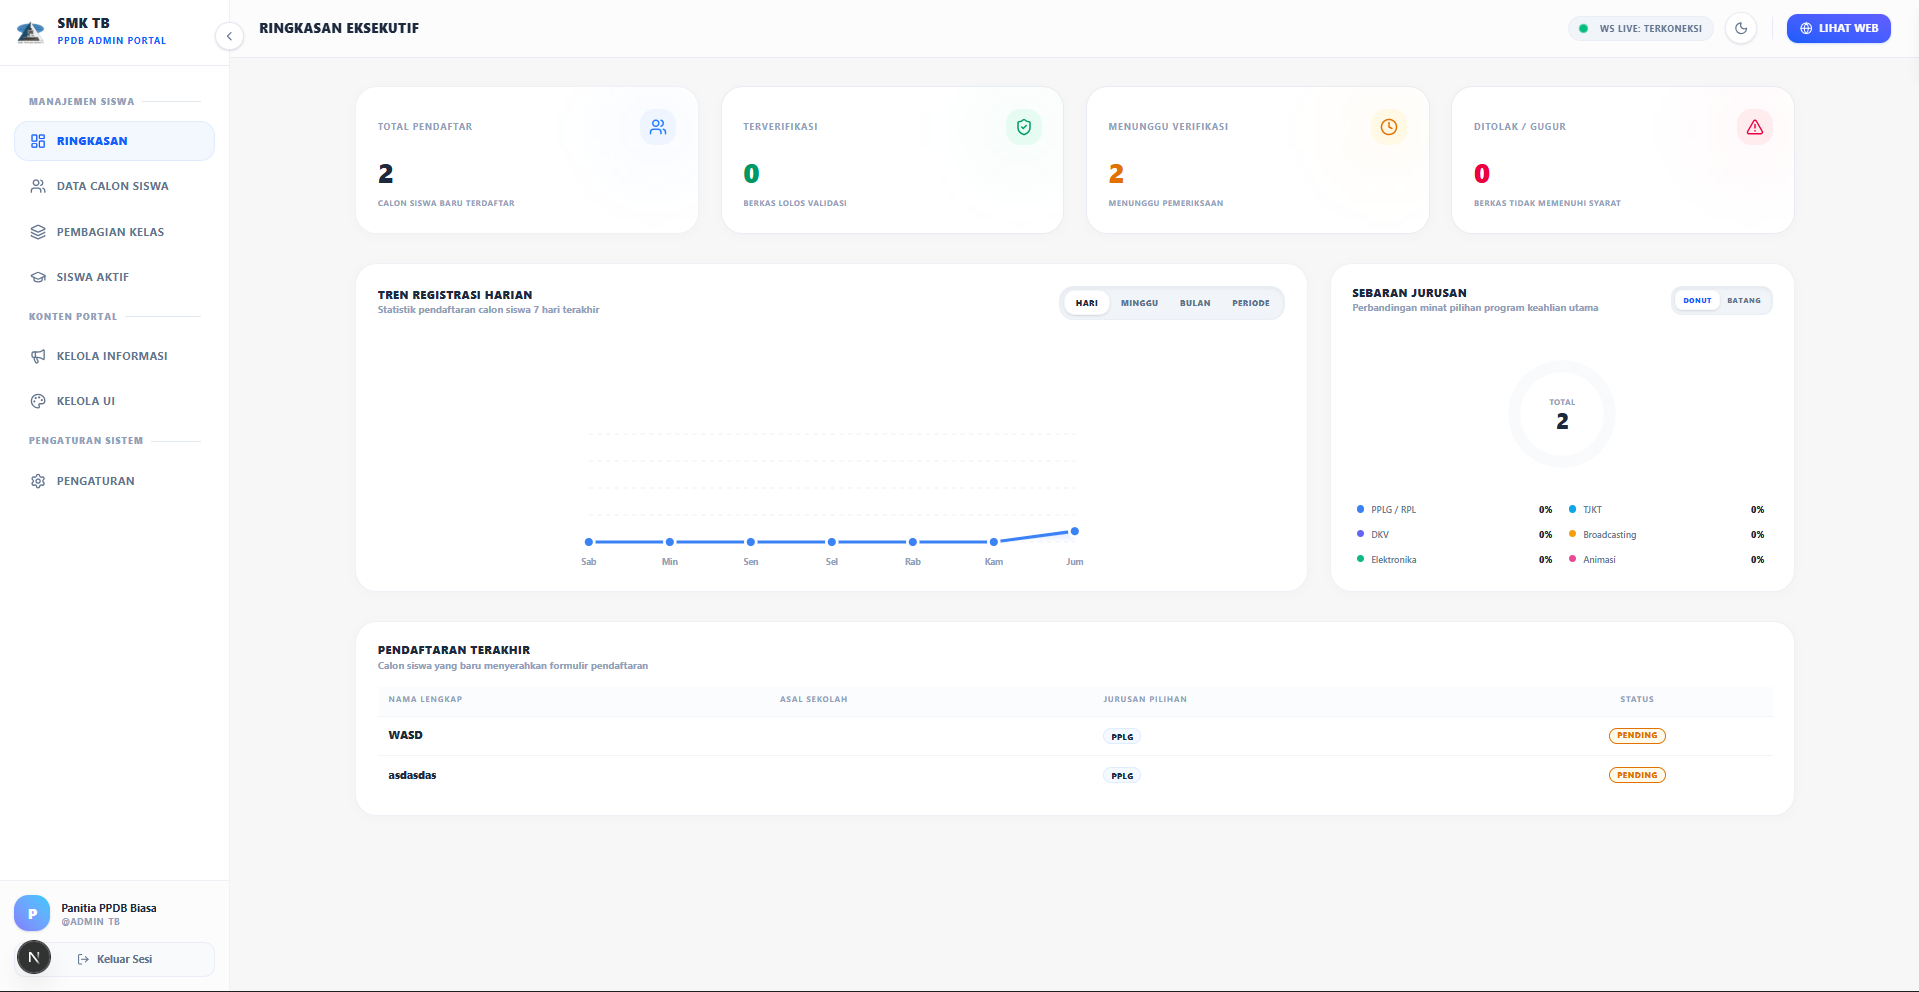 SMK TB
PPDB ADMIN PORTAL
MANAJEMEN SISWA
RINGKASAN
DATA CALON SISWA
PEMBAGIAN KELAS
SISWA AKTIF
KONTEN PORTAL
KELOLA INFORMASI
KELOLA UI
PENGATURAN SISTEM
PENGATURAN
Panitia PPDB Biasa
@ADMIN_TB
N
P
Keluar Sesi
RINGKASAN EKSEKUTIF
WS LIVE: TERKONEKSI
LIHAT WEB
TOTAL PENDAFTAR
2
CALON SISWA BARU TERDAFTAR
TERVERIFIKASI
0
BERKAS LOLOS VALIDASI
MENUNGGU VERIFIKASI
2
MENUNGGU PEMERIKSAAN
DITOLAK / GUGUR
0
BERKAS TIDAK MEMENUHI SYARAT
TREN REGISTRASI HARIAN
Statistik pendaftaran calon siswa 7 hari terakhir
HARI MINGGU BULAN PERIODE
Sab Min Sen Sel Rab Kam Jum
SEBARAN JURUSAN
Perbandingan minat pilihan program keahlian utama
DONUT BATANG
TOTAL
2
PPLG / RPL 0% TJKT 0%
DKV 0% Broadcasting 0%
Elektronika 0% Animasi 0%
PENDAFTARAN TERAKHIR
Calon siswa yang baru menyerahkan formulir pendaftaran
NAMA LENGKAP ASAL SEKOLAH JURUSAN PILIHAN STATUS
WASD PPLG PENDING
asdasdas PPLG PENDING